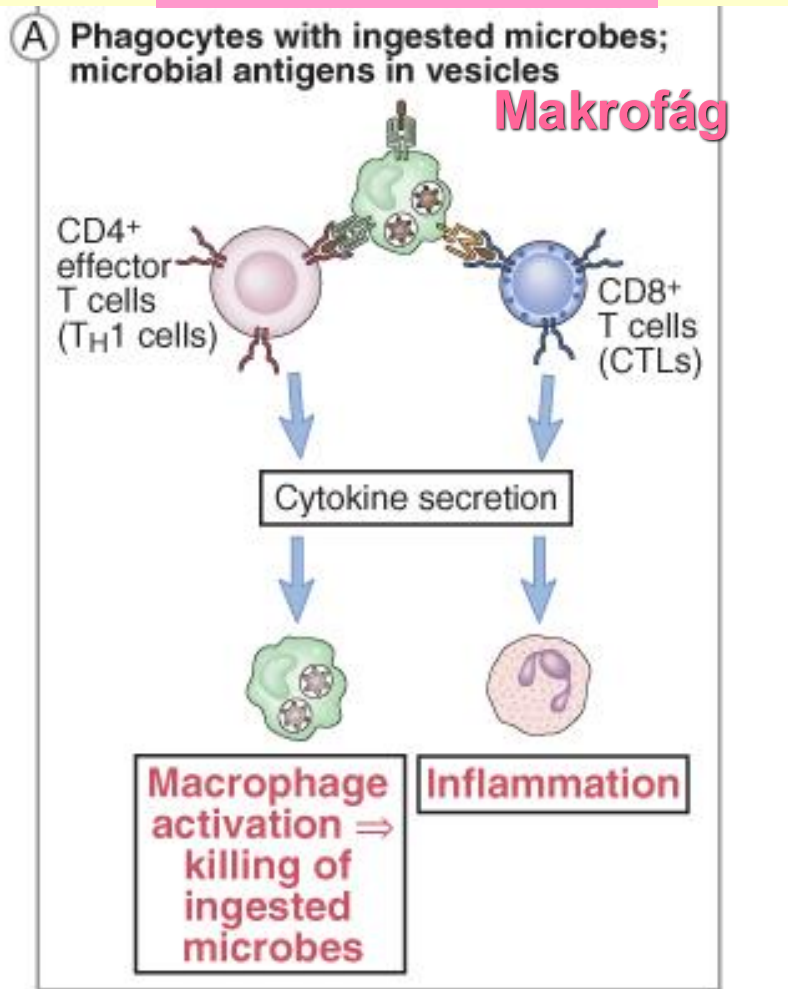 A Phagocytes with ingested microbes;
microbial antigens in vesicles
Makrofág
CD4⁺
effector
T cells
(T_H1 cells)
CD8⁺
T cells
(CTLs)
Cytokine secretion
Macrophage
activation ⇒
killing of
ingested
microbes
Inflammation